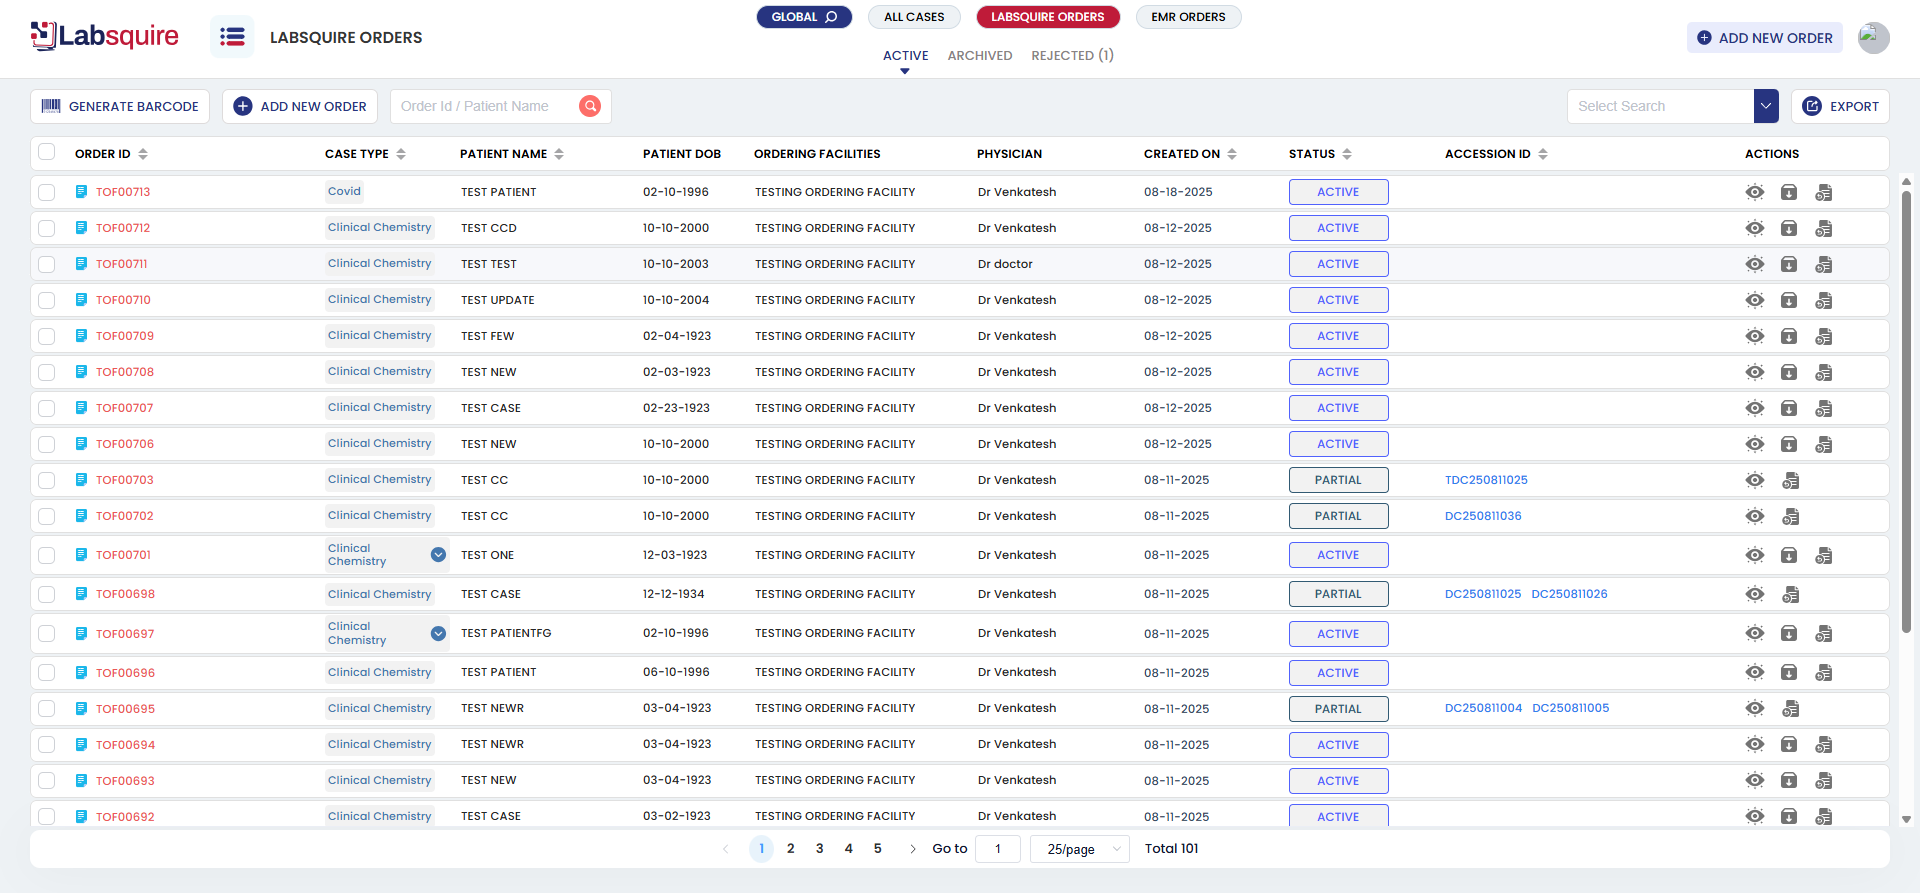 Labsquire
LABSQUIRE ORDERS
GLOBAL
ALL CASES
LABSQUIRE ORDERS
EMR ORDERS
ACTIVE
ARCHIVED
REJECTED (1)
ADD NEW ORDER
GENERATE BARCODE
ADD NEW ORDER
Order Id / Patient Name
Select Search
EXPORT
ORDER ID CASE TYPE PATIENT NAME PATIENT DOB ORDERING FACILITIES PHYSICIAN CREATED ON STATUS ACCESSION ID ACTIONS
TOF00713 Covid TEST PATIENT 02-10-1996 TESTING ORDERING FACILITY Dr Venkatesh 08-18-2025 ACTIVE
TOF00712 Clinical Chemistry TEST CCD 10-10-2000 TESTING ORDERING FACILITY Dr Venkatesh 08-12-2025 ACTIVE
TOF00711 Clinical Chemistry TEST TEST 10-10-2003 TESTING ORDERING FACILITY Dr doctor 08-12-2025 ACTIVE
TOF00710 Clinical Chemistry TEST UPDATE 10-10-2004 TESTING ORDERING FACILITY Dr Venkatesh 08-12-2025 ACTIVE
TOF00709 Clinical Chemistry TEST FEW 02-04-1923 TESTING ORDERING FACILITY Dr Venkatesh 08-12-2025 ACTIVE
TOF00708 Clinical Chemistry TEST NEW 02-03-1923 TESTING ORDERING FACILITY Dr Venkatesh 08-12-2025 ACTIVE
TOF00707 Clinical Chemistry TEST CASE 02-23-1923 TESTING ORDERING FACILITY Dr Venkatesh 08-12-2025 ACTIVE
TOF00706 Clinical Chemistry TEST NEW 10-10-2000 TESTING ORDERING FACILITY Dr Venkatesh 08-12-2025 ACTIVE
TOF00703 Clinical Chemistry TEST CC 10-10-2000 TESTING ORDERING FACILITY Dr Venkatesh 08-11-2025 PARTIAL TDC250811025
TOF00702 Clinical Chemistry TEST CC 10-10-2000 TESTING ORDERING FACILITY Dr Venkatesh 08-11-2025 PARTIAL DC250811036
TOF00701 Clinical Chemistry TEST ONE 12-03-1923 TESTING ORDERING FACILITY Dr Venkatesh 08-11-2025 ACTIVE
TOF00698 Clinical Chemistry TEST CASE 12-12-1934 TESTING ORDERING FACILITY Dr Venkatesh 08-11-2025 PARTIAL DC250811025 DC250811026
TOF00697 Clinical Chemistry TEST PATIENTFG 02-10-1996 TESTING ORDERING FACILITY Dr Venkatesh 08-11-2025 ACTIVE
TOF00696 Clinical Chemistry TEST PATIENT 06-10-1996 TESTING ORDERING FACILITY Dr Venkatesh 08-11-2025 ACTIVE
TOF00695 Clinical Chemistry TEST NEWR 03-04-1923 TESTING ORDERING FACILITY Dr Venkatesh 08-11-2025 PARTIAL DC250811004 DC250811005
TOF00694 Clinical Chemistry TEST NEWR 03-04-1923 TESTING ORDERING FACILITY Dr Venkatesh 08-11-2025 ACTIVE
TOF00693 Clinical Chemistry TEST NEW 03-04-1923 TESTING ORDERING FACILITY Dr Venkatesh 08-11-2025 ACTIVE
TOF00692 Clinical Chemistry TEST CASE 03-02-1923 TESTING ORDERING FACILITY Dr Venkatesh 08-11-2025 ACTIVE
1 2 3 4 5 Go to 1 25/page Total 101